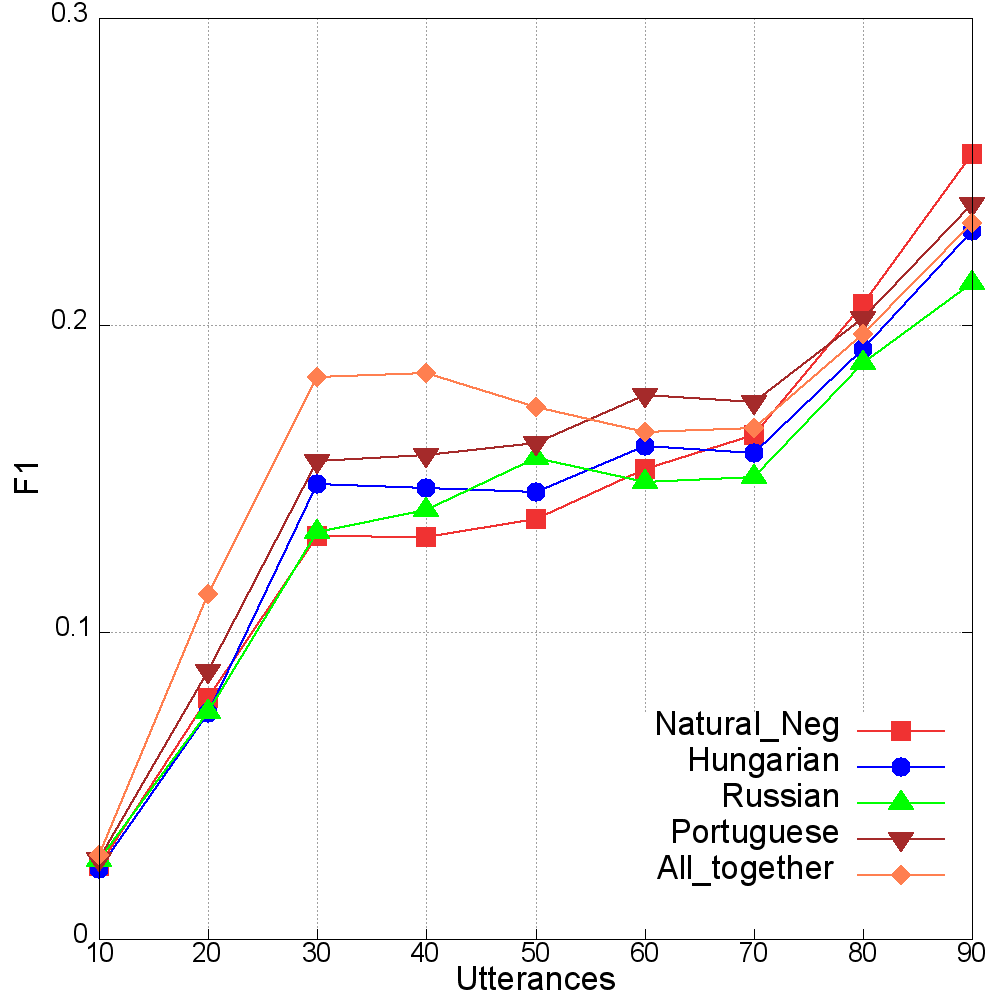 0.3
0.2
0.1
0
F1
10 20 30 40 50 60 70 80 90
Utterances
Natural_Neg
Hungarian
Russian
Portuguese
All_together